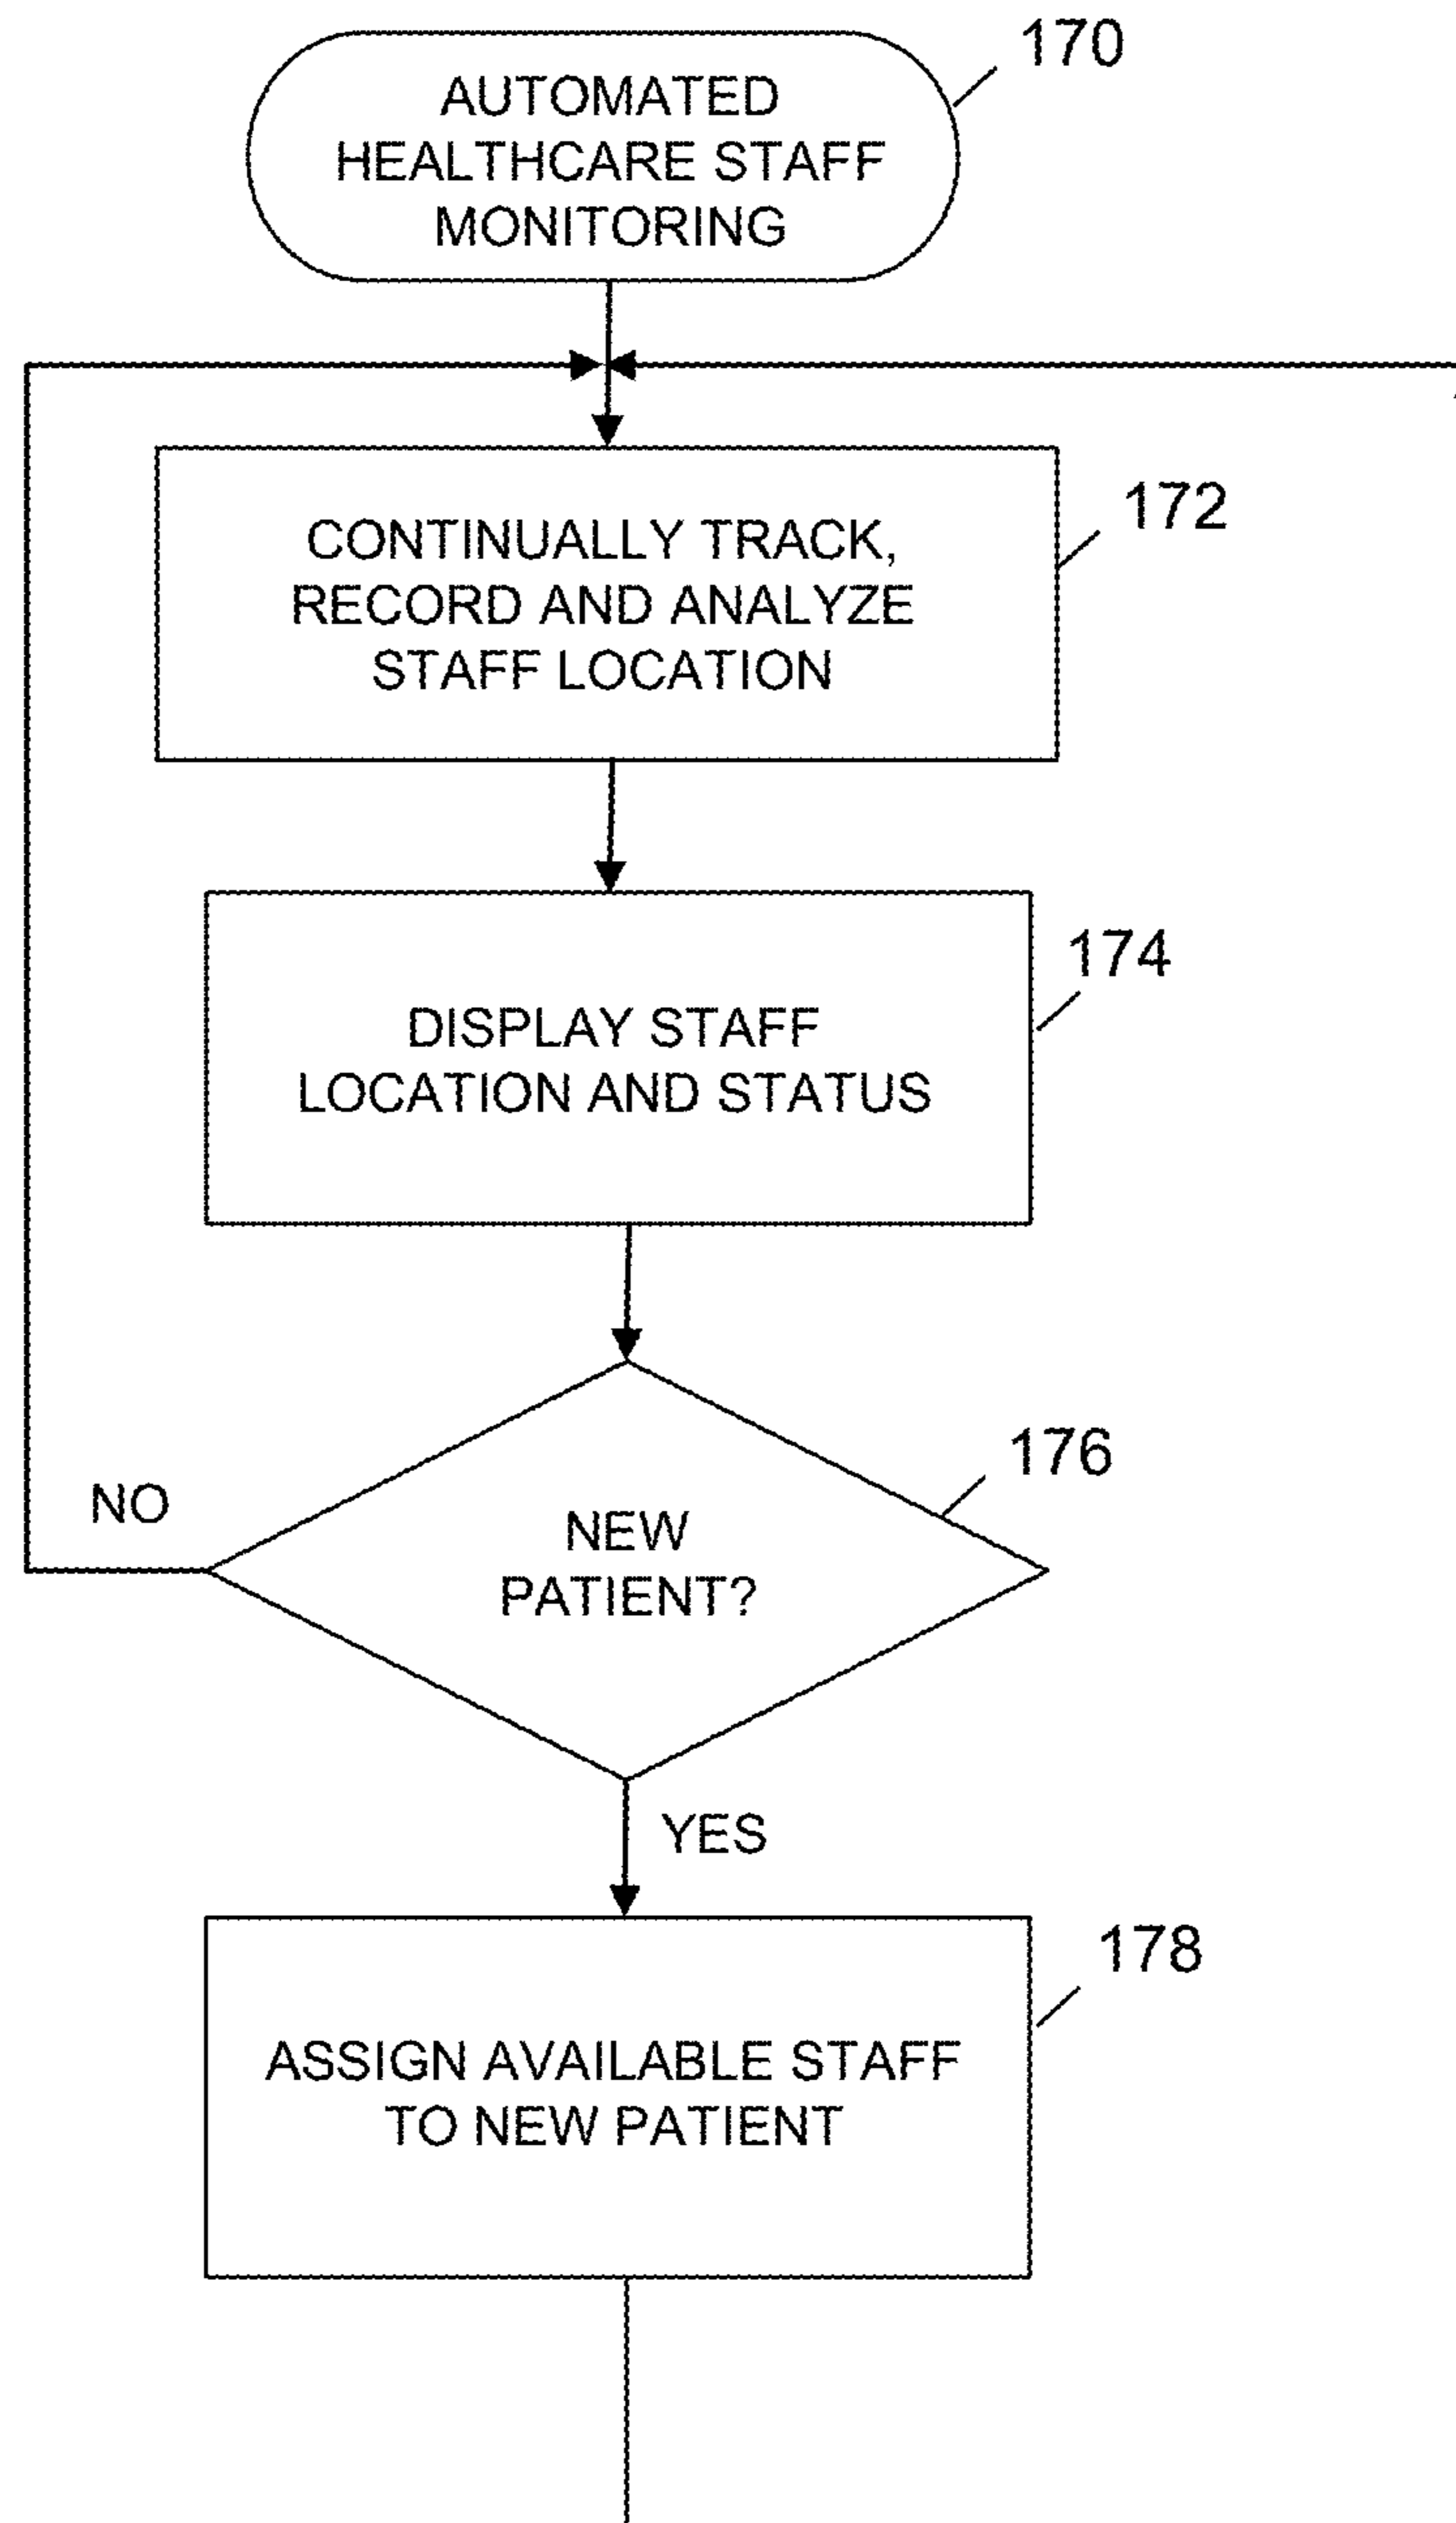 170
AUTOMATED
HEALTHCARE STAFF
MONITORING
172
CONTINUALLY TRACK,
RECORD AND ANALYZE
STAFF LOCATION
174
DISPLAY STAFF
LOCATION AND STATUS
176
NO
NEW
PATIENT?
YES
178
ASSIGN AVAILABLE STAFF
TO NEW PATIENT